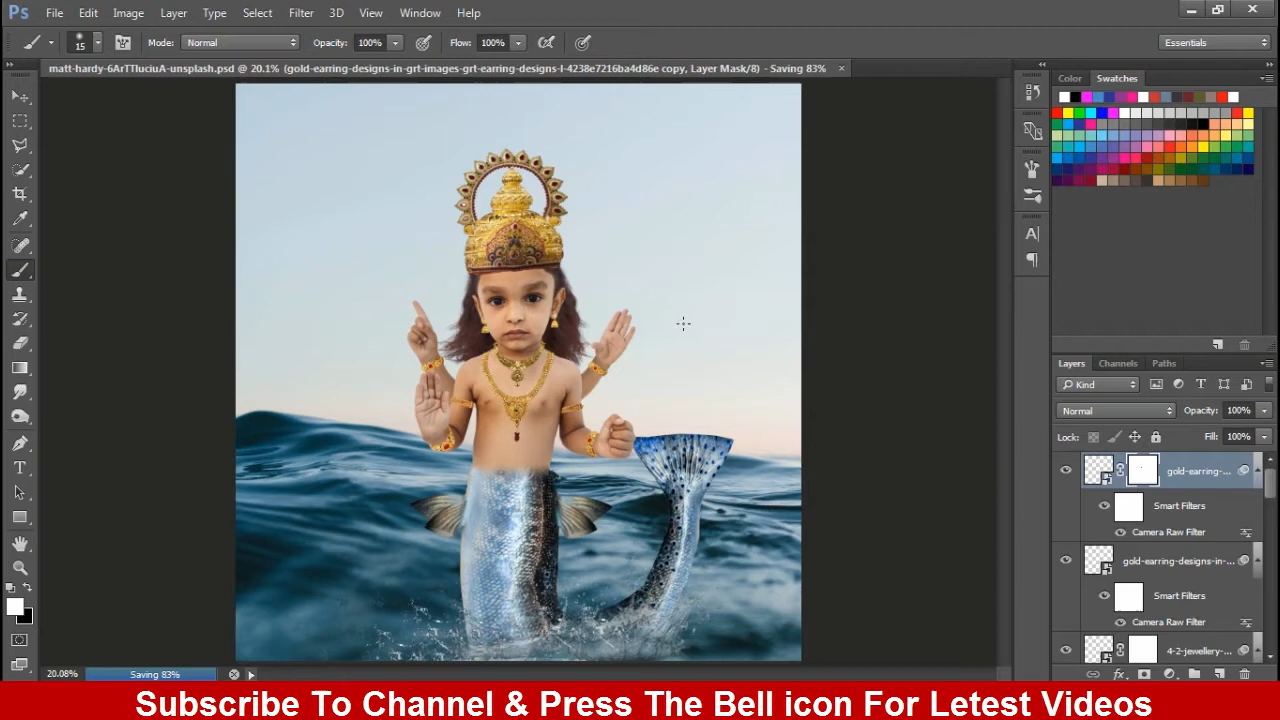 Ps File Edit Image Layer Type Select Filter 3D View Window Help
15 Mode: Normal Opacity: 100% Flow: 100% Essentials
matt-hardy-6ArTTluciuA-unsplash.psd @ 20.1% (gold-earring-designs-in-grt-images-grt-earring-designs-l-4238e7216ba4d86e copy, Layer Mask/8) - Saving 83%
Color Swatches
Layers Channels Paths
Kind
Normal Opacity: 100%
Lock: Fill: 100%
gold-earring-...
Smart Filters
Camera Raw Filter
gold-earring-designs-in-...
Smart Filters
Camera Raw Filter
4-2-jewellery-...
20.08% Saving 83%
Subscribe To Channel & Press The Bell icon For Letest Videos